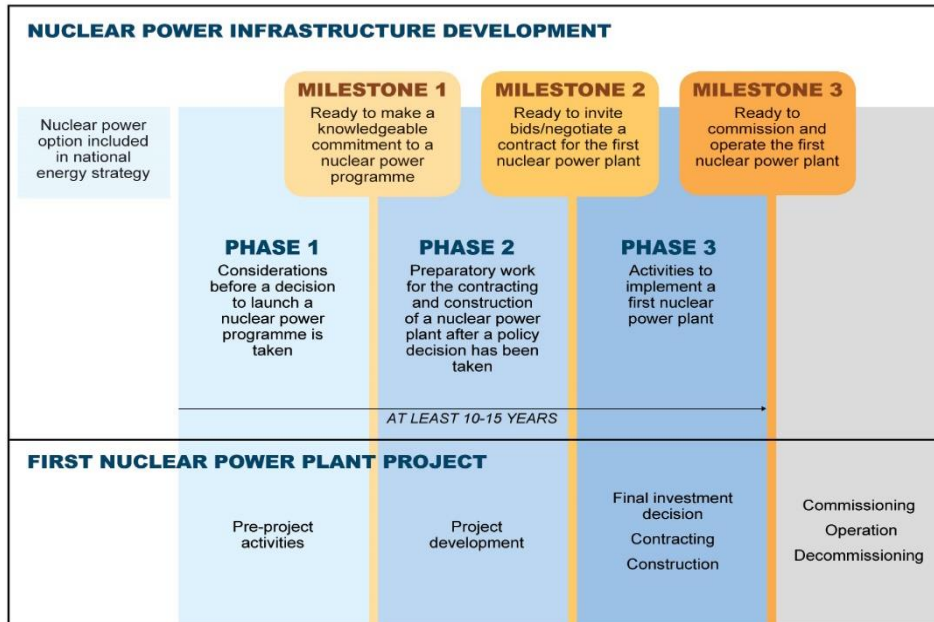 NUCLEAR POWER INFRASTRUCTURE DEVELOPMENT
Nuclear power
option included
in national
energy strategy
MILESTONE 1
Ready to make a
knowledgeable
commitment to a
nuclear power
programme
MILESTONE 2
Ready to invite
bids/negotiate a
contract for the first
nuclear power plant
MILESTONE 3
Ready to
commission and
operate the first
nuclear power plant
PHASE 1
Considerations
before a decision
to launch a
nuclear power
programme is
taken
PHASE 2
Preparatory work
for the contracting
and construction
of a nuclear power
plant after a policy
decision has been
taken
PHASE 3
Activities to
implement a
first nuclear
power plant
AT LEAST 10-15 YEARS
FIRST NUCLEAR POWER PLANT PROJECT
Pre-project
activities
Project
development
Final investment
decision
Contracting
Construction
Commissioning
Operation
Decommissioning